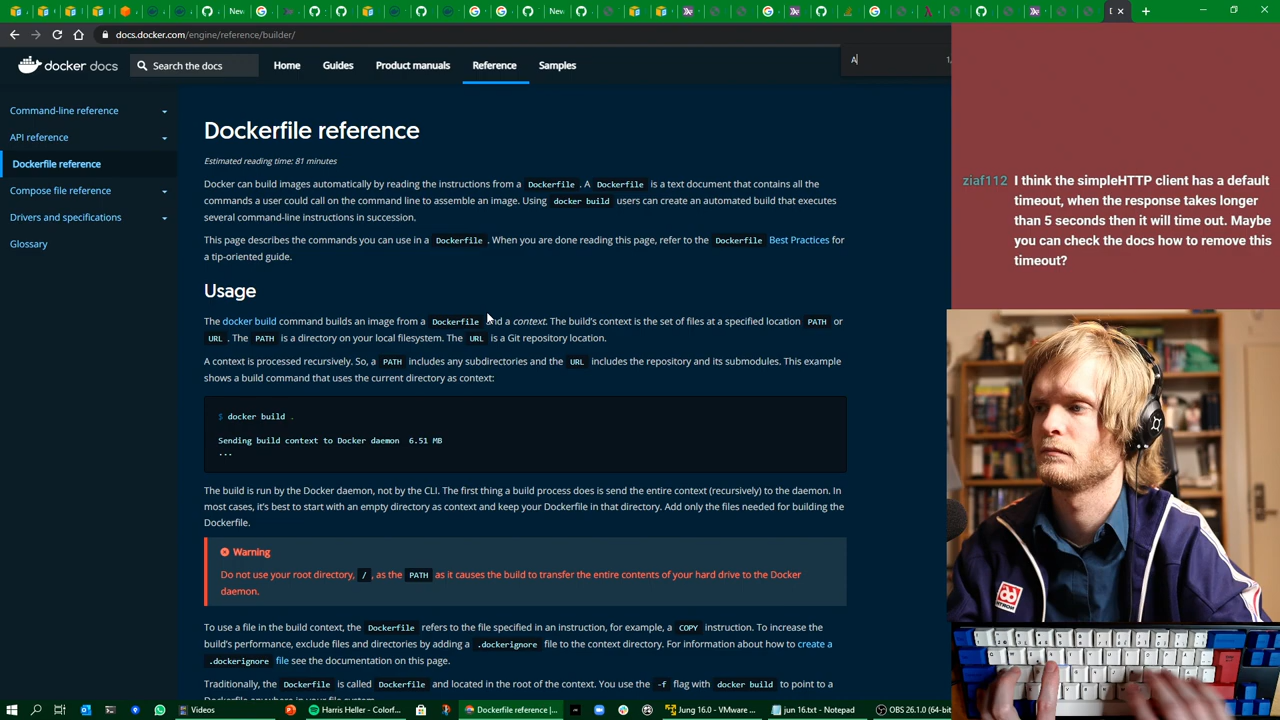 New
New
docs.docker.com/engine/reference/builder/
docker docs
Search the docs
Home
Guides
Product manuals
Reference
Samples
A
Command-line reference
API reference
Dockerfile reference
Compose file reference
Drivers and specifications
Glossary
Dockerfile reference
Estimated reading time: 81 minutes
Docker can build images automatically by reading the instructions from a Dockerfile. A Dockerfile is a text document that contains all the
commands a user could call on the command line to assemble an image. Using docker build users can create an automated build that executes
several command-line instructions in succession.
This page describes the commands you can use in a Dockerfile. When you are done reading this page, refer to the Dockerfile Best Practices for
a tip-oriented guide.
Usage
The docker build command builds an image from a Dockerfile and a context. The build's context is the set of files at a specified location PATH or
URL. The PATH is a directory on your local filesystem. The URL is a Git repository location.
A context is processed recursively. So, a PATH includes any subdirectories and the URL includes the repository and its submodules. This example
shows a build command that uses the current directory as context:
$ docker build .
Sending build context to Docker daemon 6.51 MB
...
The build is run by the Docker daemon, not by the CLI. The first thing a build process does is send the entire context (recursively) to the daemon. In
most cases, it's best to start with an empty directory as context and keep your Dockerfile in that directory. Add only the files needed for building the
Dockerfile.
Warning
Do not use your root directory, /, as the PATH as it causes the build to transfer the entire contents of your hard drive to the Docker
daemon.
To use a file in the build context, the Dockerfile refers to the file specified in an instruction, for example, a COPY instruction. To increase the
build's performance, exclude files and directories by adding a .dockerignore file to the context directory. For information about how to create a
.dockerignore file see the documentation on this page.
Traditionally, the Dockerfile is called Dockerfile and located in the root of the context. You use the -f flag with docker build to point to a
ziaf112 I think the simpleHTTP client has a default
timeout, when the response takes longer
than 5 seconds then it will time out. Maybe
you can check the docs how to remove this
timeout?
Videos
Harris Heller - Colorf...
Dockerfile reference |...
Jung 16.0 - VMware ...
jun 16.txt - Notepad
OBS 26.1.0 (64-bit